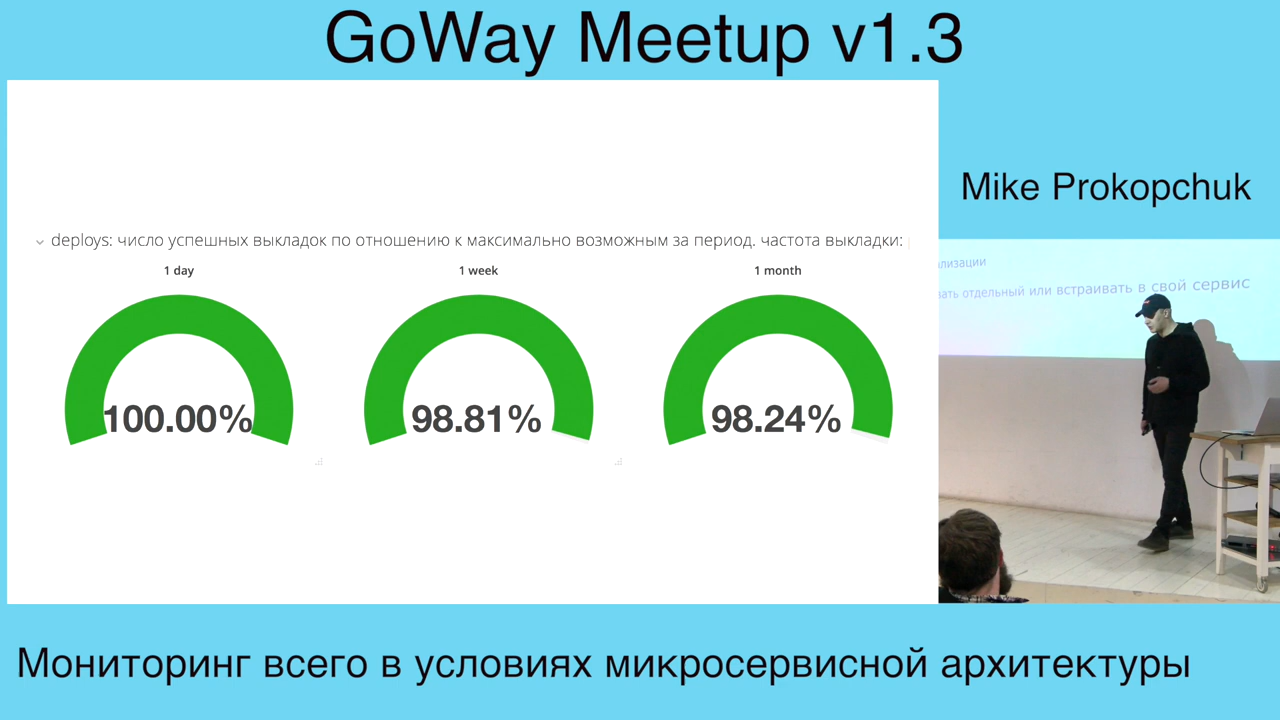 GoWay Meetup v1.3
Mike Prokopchuk
deploys: число успешных выкладок по отношению к максимально возможным за период. частота выкладки:
1 day
1 week
1 month
100.00%
98.81%
98.24%
отдельный или встраивать в свой сервис
Мониторинг всего в условиях микросервисной архитектуры